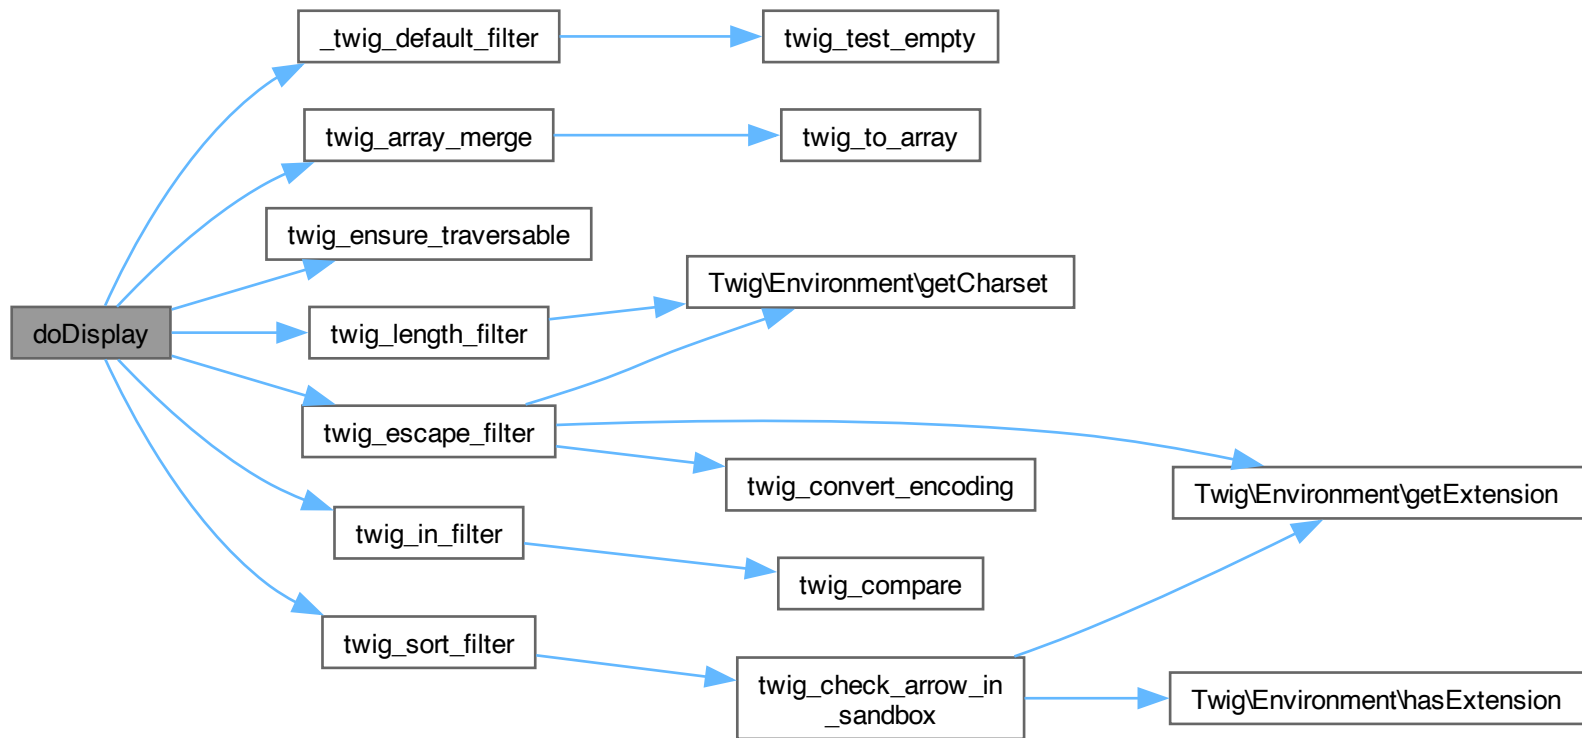 _twig_default_filter
twig_test_empty
twig_array_merge
twig_to_array
twig_ensure_traversable
Twig\Environment\getCharset
doDisplay
twig_length_filter
twig_escape_filter
twig_convert_encoding
Twig\Environment\getExtension
twig_in_filter
twig_compare
twig_sort_filter
twig_check_arrow_in
_sandbox
Twig\Environment\hasExtension